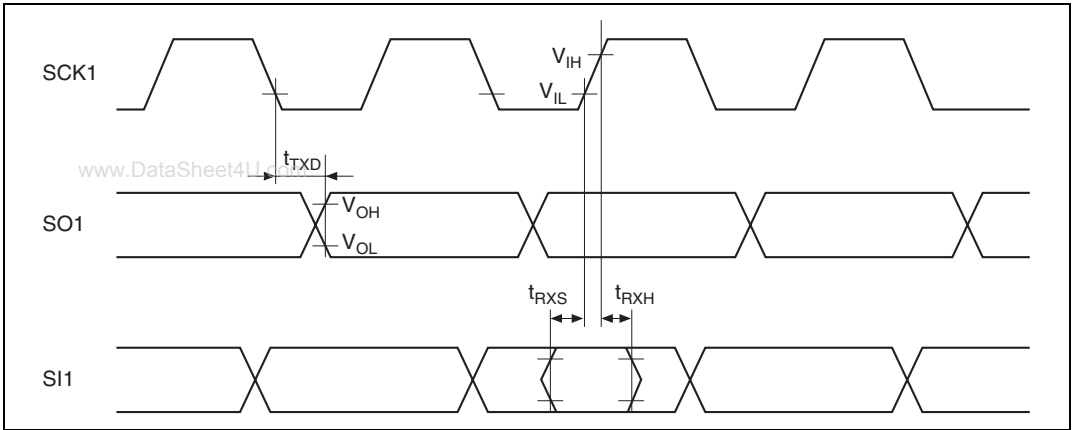 SCK1
V_IH
V_IL
www.DataSheet4U.com
t_TXD
SO1
V_OH
V_OL
t_RXS
t_RXH
SI1